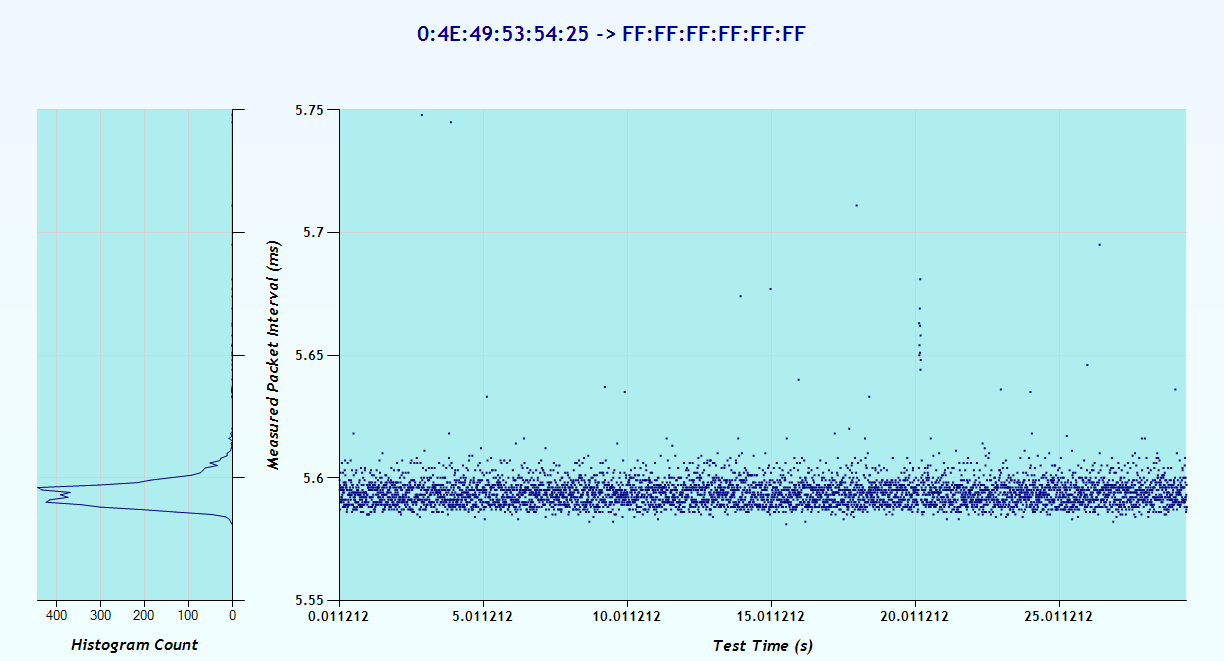 0:4E:49:53:54:25 -> FF:FF:FF:FF:FF:FF
5.75
5.7
5.65
5.6
5.55
Measured Packet Interval (ms)
400 300 200 100 0
0.011212 5.011212 10.011212 15.011212 20.011212 25.011212
Histogram Count
Test Time (s)